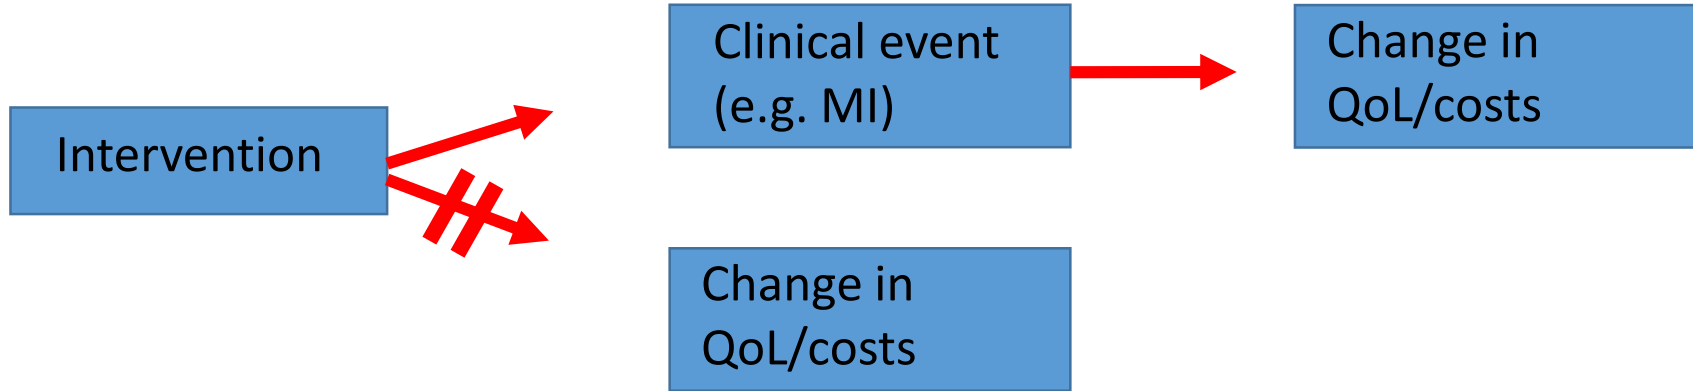 Intervention
Clinical event
(e.g. MI)
Change in
QoL/costs
Change in
QoL/costs